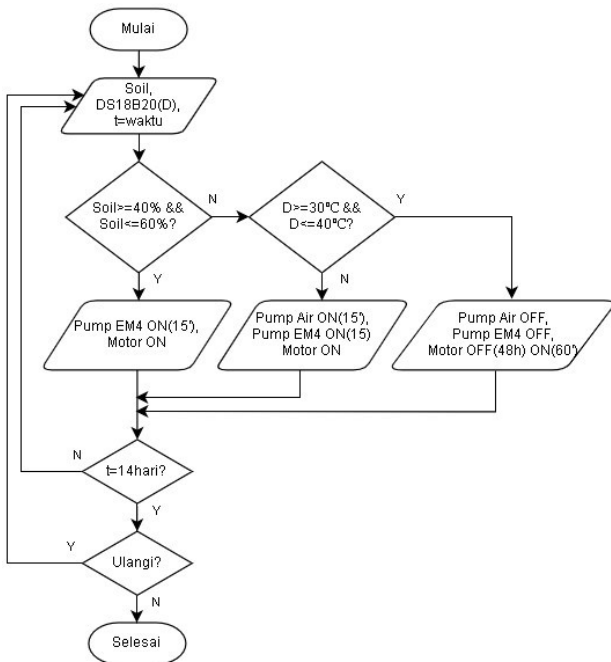 Mulai
Soil,
DS18B20(D),
t=waktu
Soil>=40% &&
Soil<=60%?
N
D>=30°C &&
D<=40°C?
Y
Y
N
Pump EM4 ON(15'),
Motor ON
Pump Air ON(15'),
Pump EM4 ON(15)
Motor ON
Pump Air OFF,
Pump EM4 OFF,
Motor OFF(48h) ON(60')
N
t=14hari?
Y
Y
Ulangi?
N
Selesai